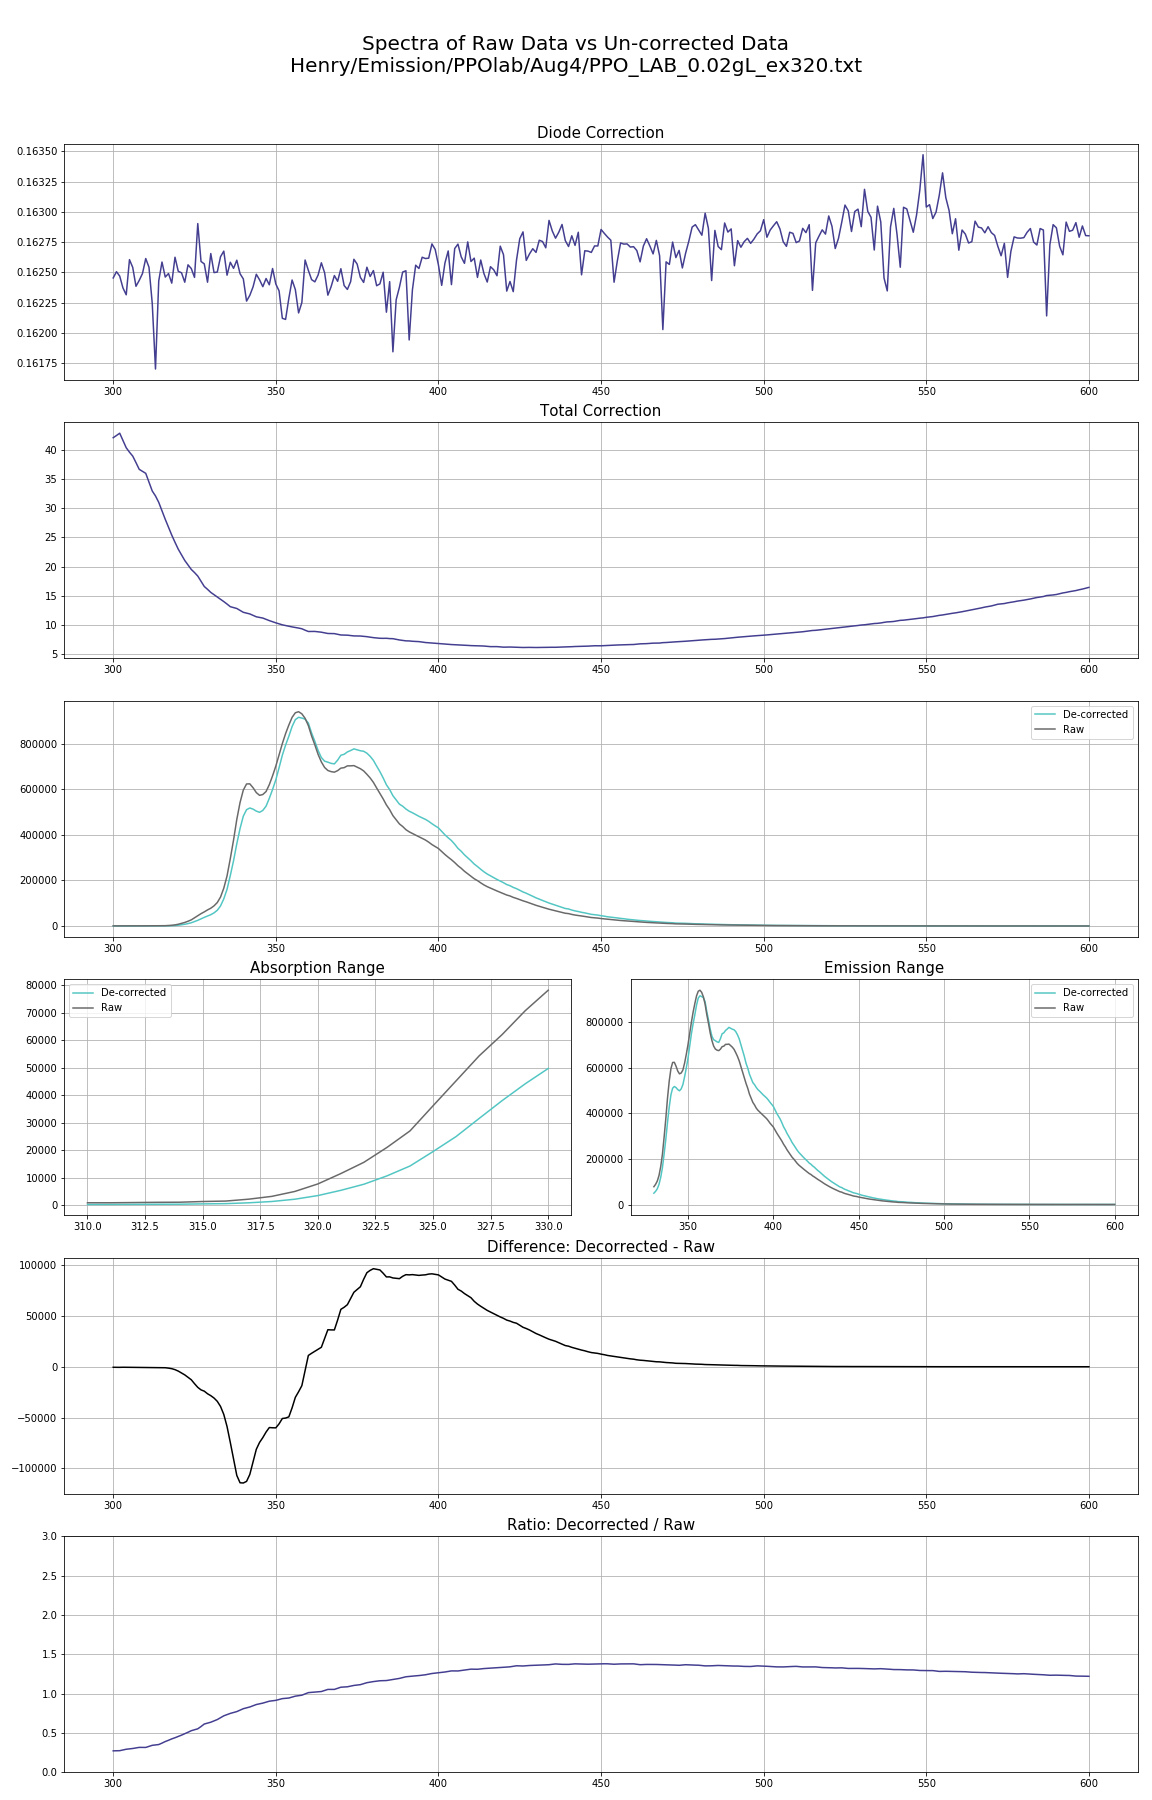 Spectra of Raw Data vs Un-corrected Data
Henry/Emission/PPOlab/Aug4/PPO_LAB_0.02gL_ex320.txt
Diode Correction
0.16350
0.16325
0.16300
0.16275
0.16250
0.16225
0.16200
0.16175
300 350 400 450 500 550 600
Total Correction
40
35
30
25
20
15
10
5
300 350 400 450 500 550 600
De-corrected
Raw
800000
600000
400000
200000
0
300 350 400 450 500 550 600
Absorption Range
De-corrected
Raw
80000
70000
60000
50000
40000
30000
20000
10000
0
310.0 312.5 315.0 317.5 320.0 322.5 325.0 327.5 330.0
Emission Range
De-corrected
Raw
800000
600000
400000
200000
0
350 400 450 500 550 600
Difference: Decorrected - Raw
100000
50000
0
−50000
−100000
300 350 400 450 500 550 600
Ratio: Decorrected / Raw
3.0
2.5
2.0
1.5
1.0
0.5
0.0
300 350 400 450 500 550 600